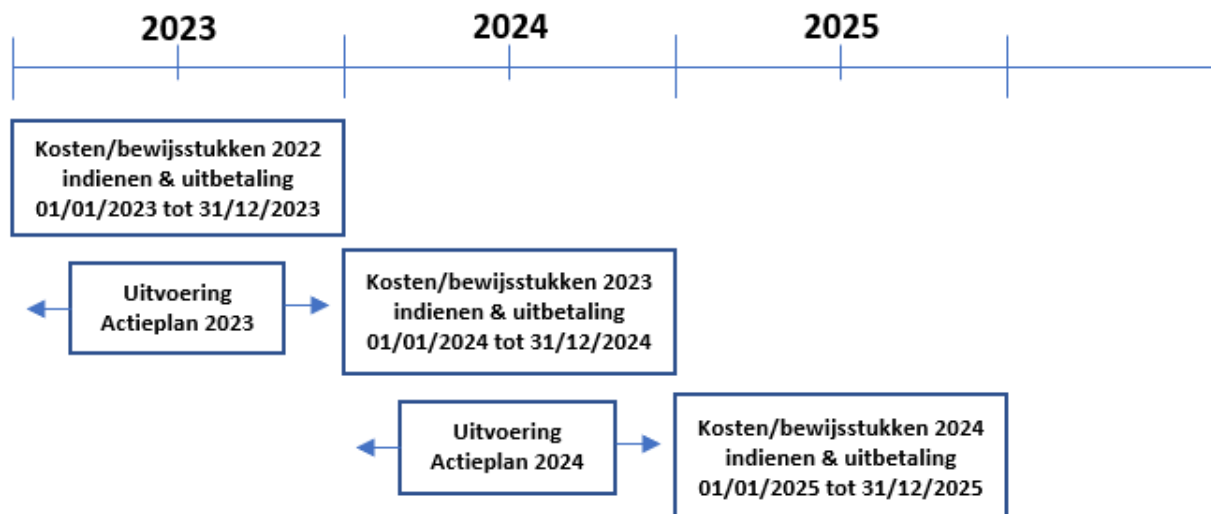 2023
2024
2025
Kosten/bewijsstukken 2022
indienen & uitbetaling
01/01/2023 tot 31/12/2023
Uitvoering
Actieplan 2023
Kosten/bewijsstukken 2023
indienen & uitbetaling
01/01/2024 tot 31/12/2024
Uitvoering
Actieplan 2024
Kosten/bewijsstukken 2024
indienen & uitbetaling
01/01/2025 tot 31/12/2025